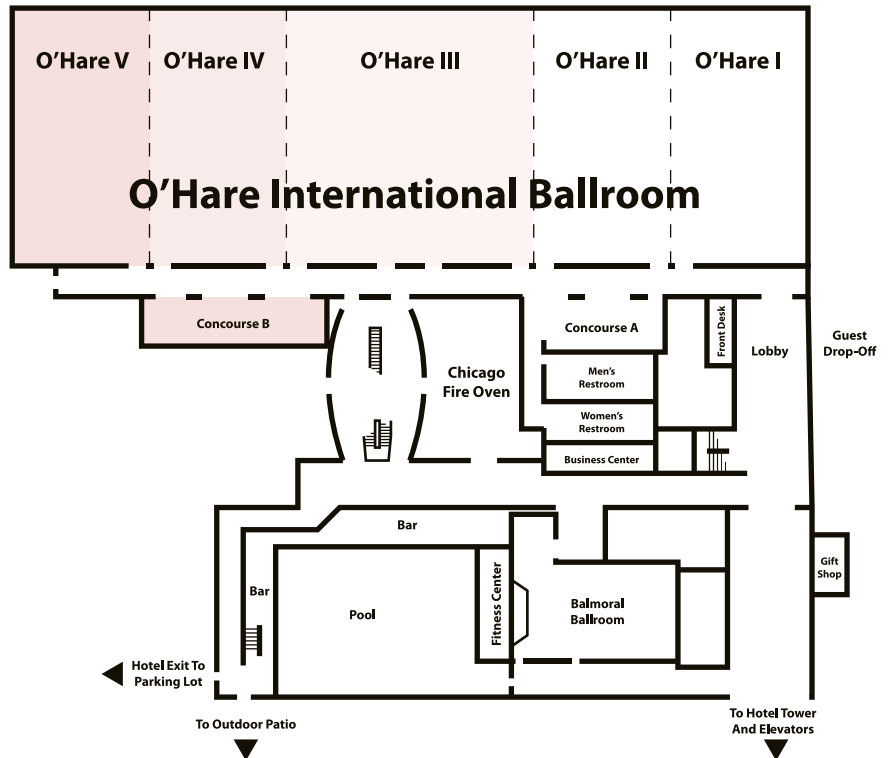 O'Hare V
O'Hare IV
O'Hare III
O'Hare II
O'Hare I
O'Hare International Ballroom
Concourse B
Concourse A
Front Desk
Lobby
Guest
Drop-Off
Chicago
Fire Oven
Men's
Restroom
Women's
Restroom
Business Center
Bar
Bar
Pool
Fitness Center
Balmoral
Ballroom
Gift
Shop
Hotel Exit To
Parking Lot
To Outdoor Patio
To Hotel Tower
And Elevators